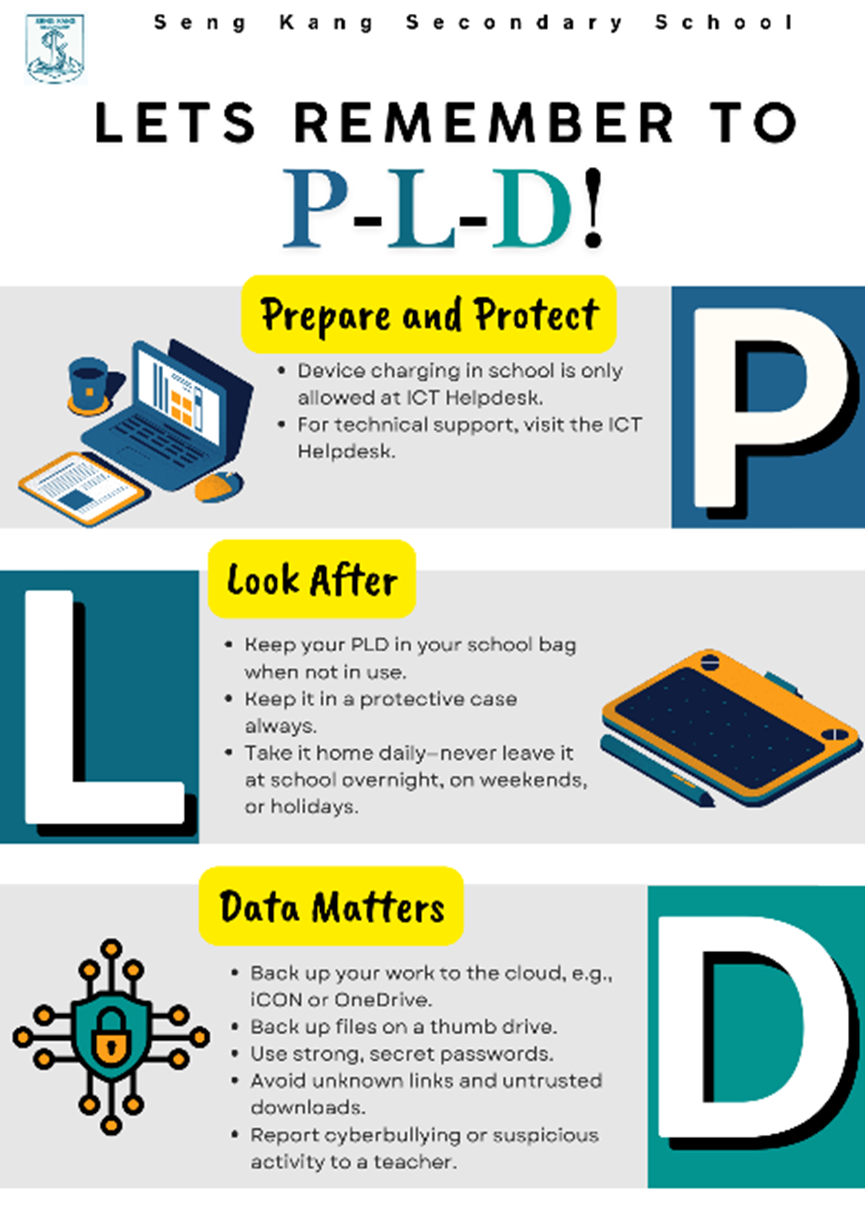 SENG KANG
Seng Kang Secondary School
LETS REMEMBER TO
P-L-D!
Prepare and Protect
• Device charging in school is only
allowed at ICT Helpdesk.
• For technical support, visit the ICT
Helpdesk.
P
Look After
L
• Keep your PLD in your school bag
when not in use.
• Keep it in a protective case
always.
• Take it home daily—never leave it
at school overnight, on weekends,
or holidays.
Data Matters
• Back up your work to the cloud, e.g.,
iCON or OneDrive.
• Back up files on a thumb drive.
• Use strong, secret passwords.
• Avoid unknown links and untrusted
downloads.
• Report cyberbullying or suspicious
activity to a teacher.
D